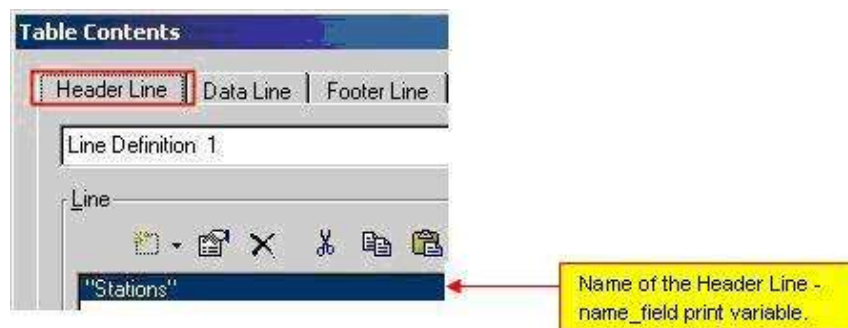 Table Contents
Header Line Data Line Footer Line
Line Definition 1
Line
"Stations"
Name of the Header Line -
name_field print variable.